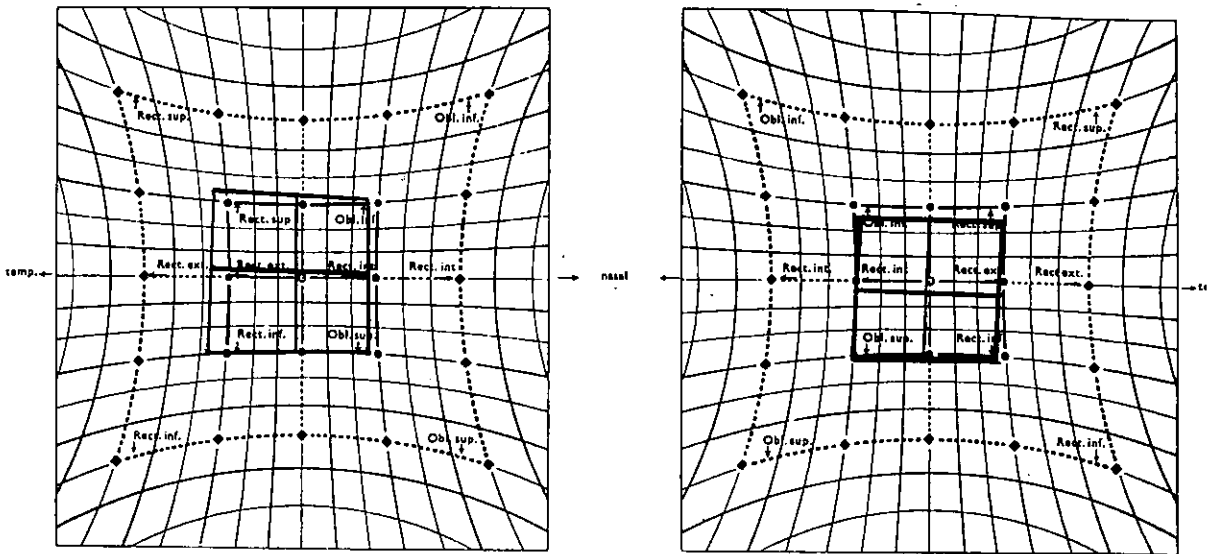 Rect. sup. Obl. inf.
Obl. inf. Rect. sup.
Rect. sup Obl. inf
Obl. inf. Rect. sup
temp. Rect. ext. Rect. ext. Rect. int. Rect. int nasal Rect. int. Rect. in. Rect. ext. Rect ext.
Rect. inf. Obl. sup.
Obl. sup. Rect. inf
Rect. inf. Obl. sup.
Obl. sup. Rect. inf.